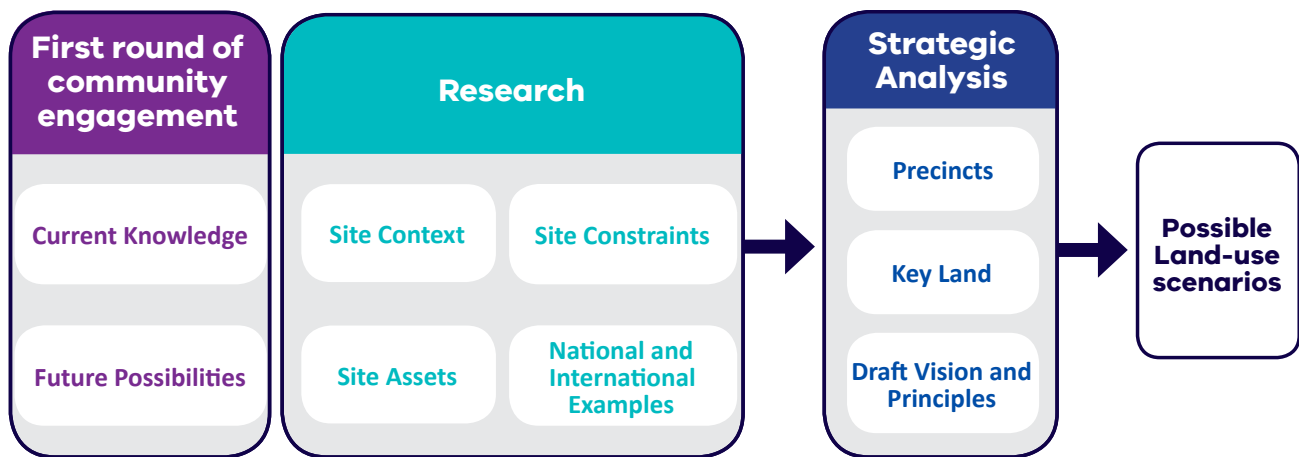 First round of
community
engagement
Current Knowledge
Future Possibilities
Research
Site Context
Site Constraints
Site Assets
National and
International
Examples
Strategic
Analysis
Precincts
Key Land
Draft Vision and
Principles
Possible
Land-use
scenarios